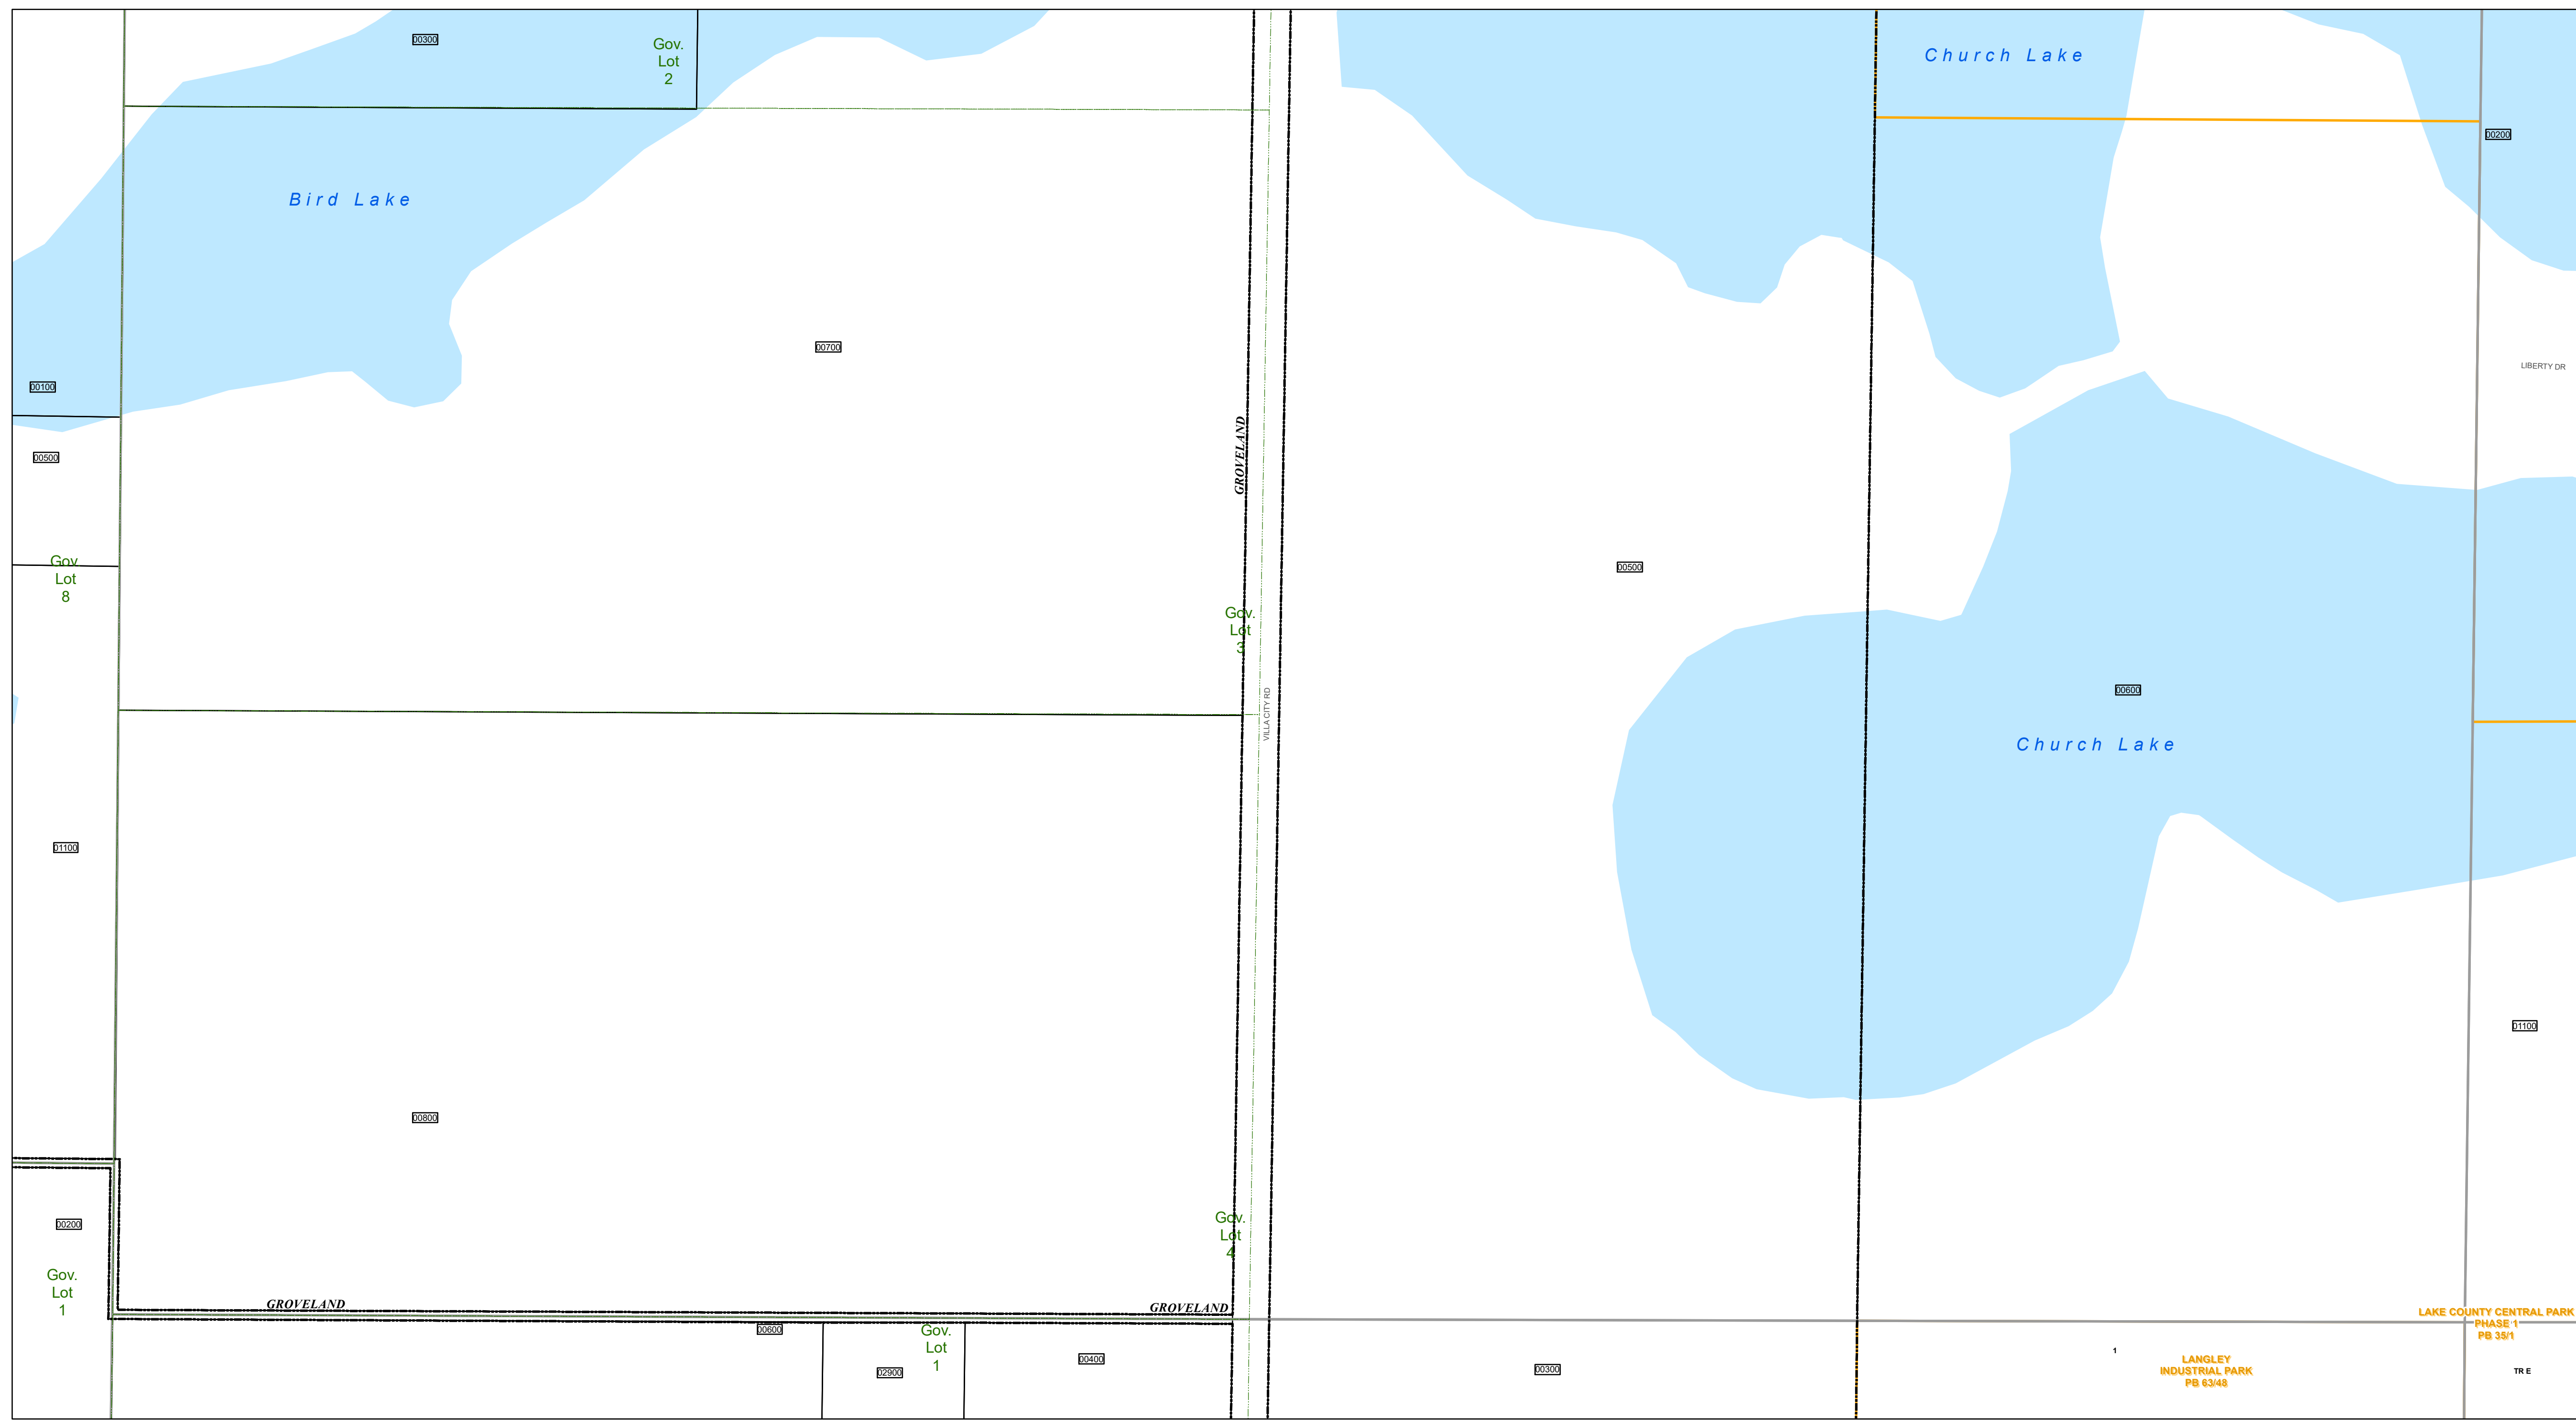 00300
Gov.
Lot
2
Church Lake
00200
Bird Lake
00700
LIBERTY DR
00100
GROVELAND
00500
Gov.
Lot
8
00500
Gov.
Lot
3
VILLA CITY RD
00600
Church Lake
01100
01100
00800
00200
Gov.
Lot
4
Gov.
Lot
1
GROVELAND
GROVELAND
00600
Gov.
Lot
1
02900
00400
00300
1
LANGLEY
INDUSTRIAL PARK
PB 63/48
LAKE COUNTY CENTRAL PARK
PHASE 1
PB 35/1
TR E